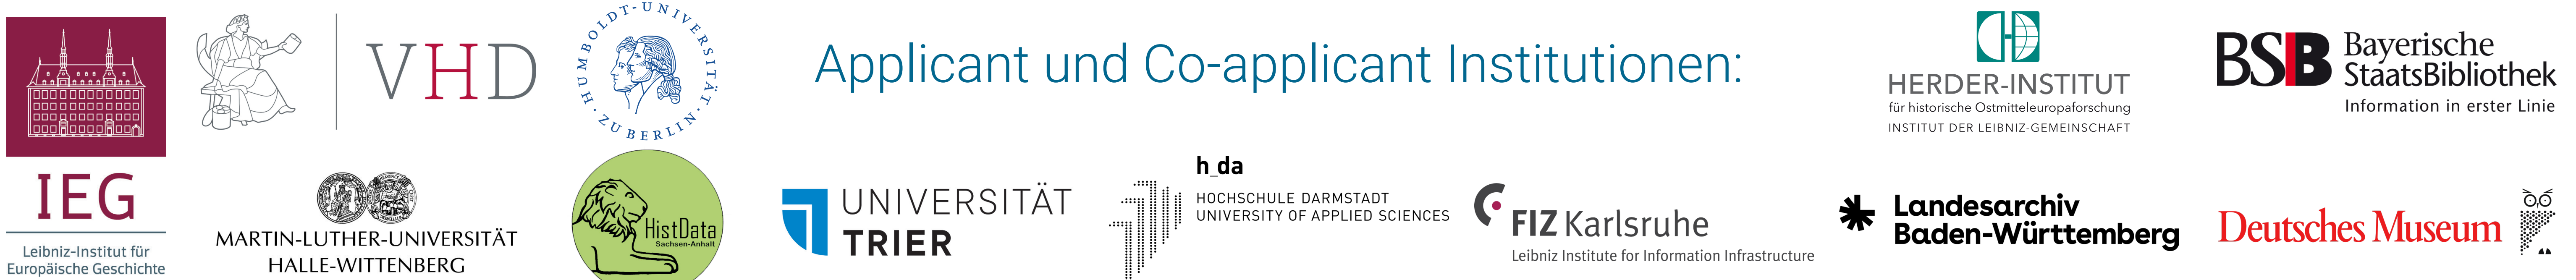 IEG
Leibniz-Institut für
Europäische Geschichte
VHD
HUMBOLDT-UNIVERSITÄT
ZU BERLIN
Applicant und Co-applicant Institutionen:
HERDER-INSTITUT
für historische Ostmitteleuropaforschung
INSTITUT DER LEIBNIZ-GEMEINSCHAFT
BSB Bayerische
StaatsBibliothek
Information in erster Linie
MARTIN-LUTHER-UNIVERSITÄT
HALLE-WITTENBERG
HistData
Sachsen-Anhalt
UNIVERSITÄT
TRIER
h_da
HOCHSCHULE DARMSTADT
UNIVERSITY OF APPLIED SCIENCES
FIZ Karlsruhe
Leibniz Institute for Information Infrastructure
Landesarchiv
Baden-Württemberg
Deutsches Museum